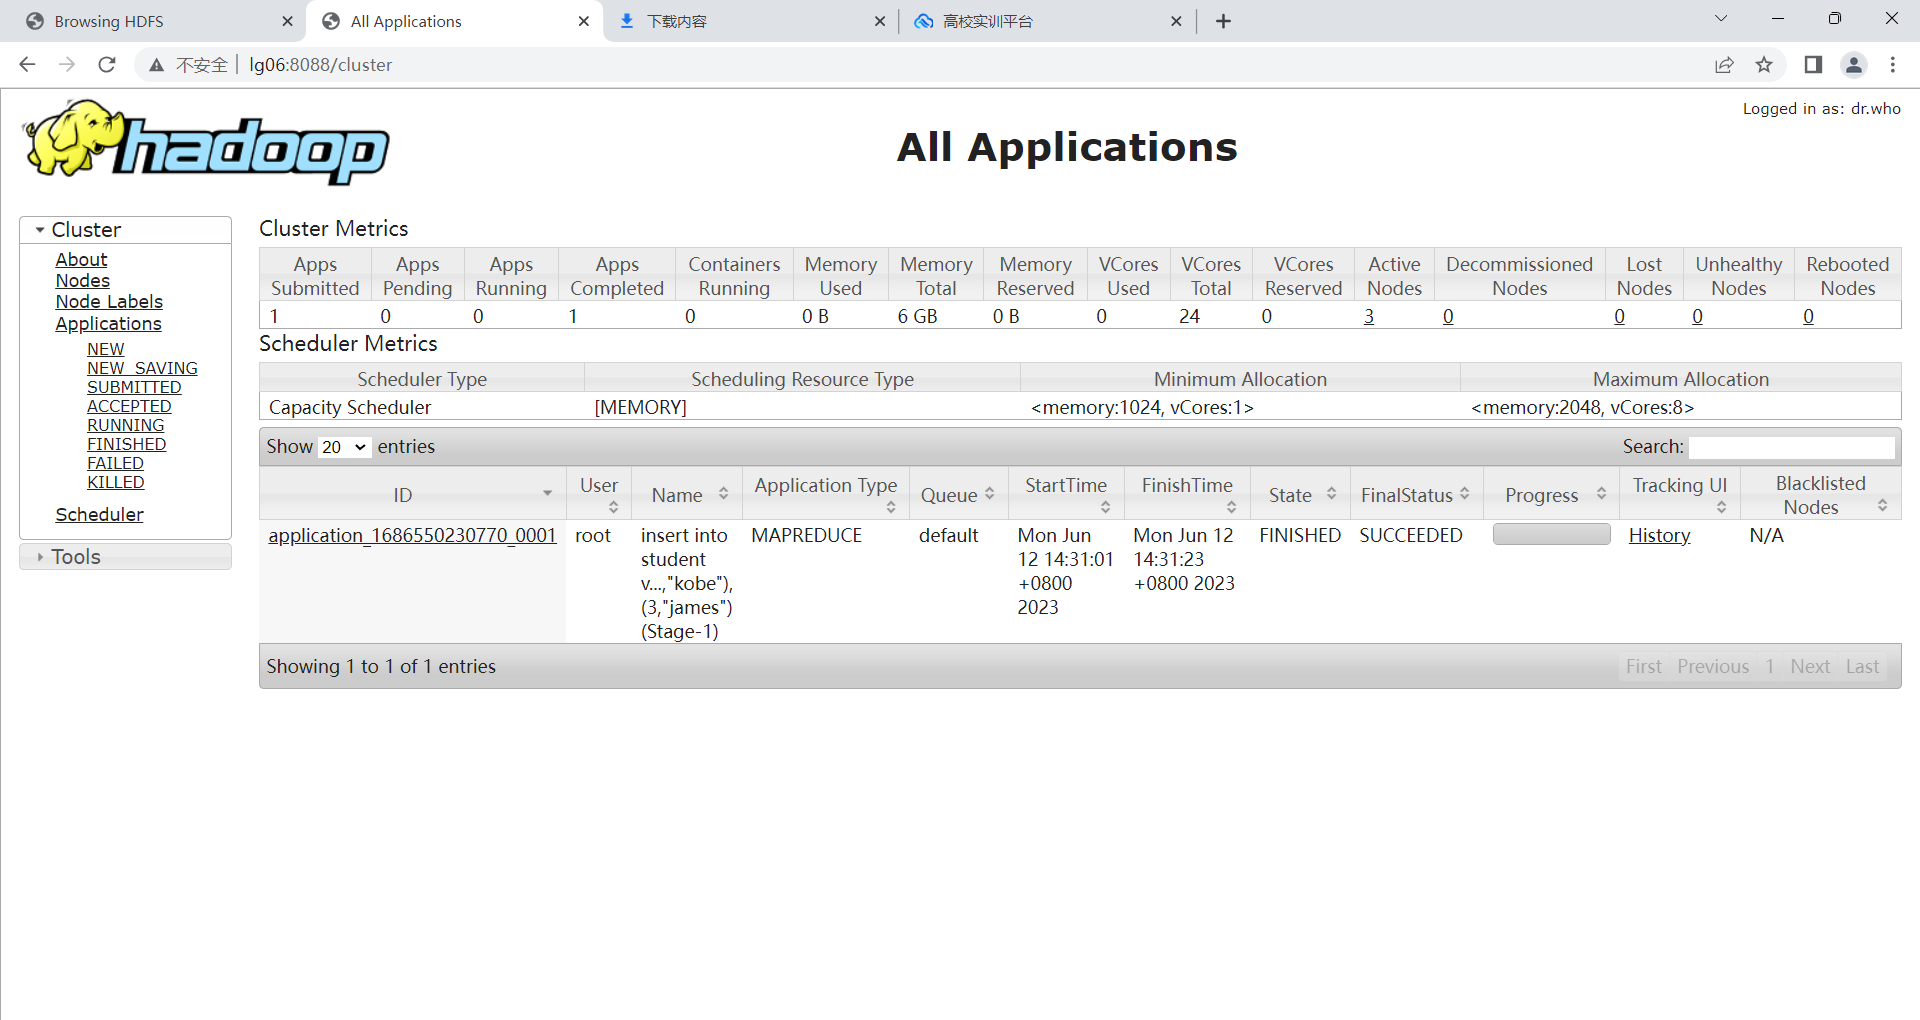 Browsing HDFS
All Applications
下载内容
高校实训平台
不安全 lg06:8088/cluster
Logged in as: dr.who
hadoop
All Applications
Cluster
About
Nodes
Node Labels
Applications
NEW
NEW_SAVING
SUBMITTED
ACCEPTED
RUNNING
FINISHED
FAILED
KILLED
Scheduler
Tools
Cluster Metrics
Apps Submitted Apps Pending Apps Running Apps Completed Containers Running Memory Used Memory Total Memory Reserved VCores Used VCores Total VCores Reserved Active Nodes Decommissioned Nodes Lost Nodes Unhealthy Nodes Rebooted Nodes
1 0 0 1 0 0 B 6 GB 0 B 0 24 0 3 0 0 0 0
Scheduler Metrics
Scheduler Type Scheduling Resource Type Minimum Allocation Maximum Allocation
Capacity Scheduler [MEMORY] <memory:1024, vCores:1> <memory:2048, vCores:8>
Show 20 entries Search:
ID User Name Application Type Queue StartTime FinishTime State FinalStatus Progress Tracking UI Blacklisted Nodes
application_1686550230770_0001 root insert into MAPREDUCE default Mon Jun Mon Jun 12 FINISHED SUCCEEDED History N/A
student 12 14:31:01 14:31:23
v...,"kobe"), +0800 +0800 2023
(3,"james") 2023
(Stage-1)
Showing 1 to 1 of 1 entries First Previous 1 Next Last